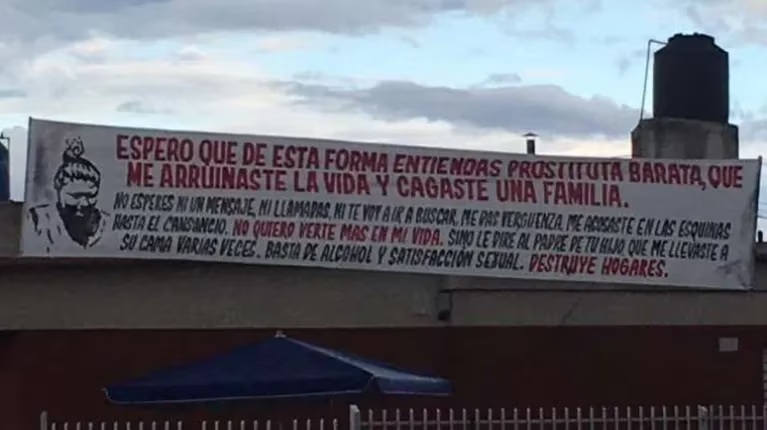 ESPERO QUE DE ESTA FORMA ENTIENDAS PROSTITUTA BARATA, QUE
ME ARRUINASTE LA VIDA Y CAGASTE UNA FAMILIA.
NO ESPERES NI UN MENSAJE, NI LLAMADAS, NI TE VOY A IR A BUSCAR, ME DAS VERGUENZA, ME ACOSASTE EN LAS ESQUINAS
HASTA EL CANSANCIO. NO QUIERO VERTE MAS EN MI VIDA. SINO LE DIRE AL PADRE DE TU HIJO, QUE ME LLEVASTE A
SU CAMA VARIAS VECES. BASTA DE ALCOHOL Y SATISFACCIÓN SEXUAL. DESTRUYE HOGARES.